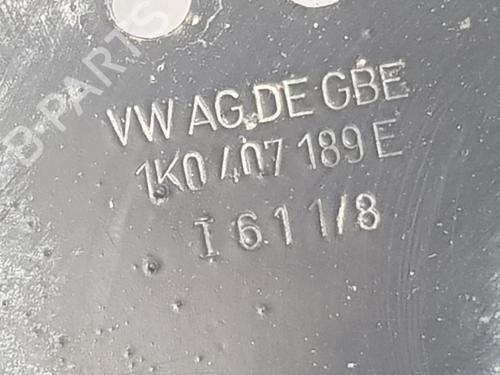 B-PARTS
VW AG.DE GBE
1K0 407 189 E
I 6 1 1/8